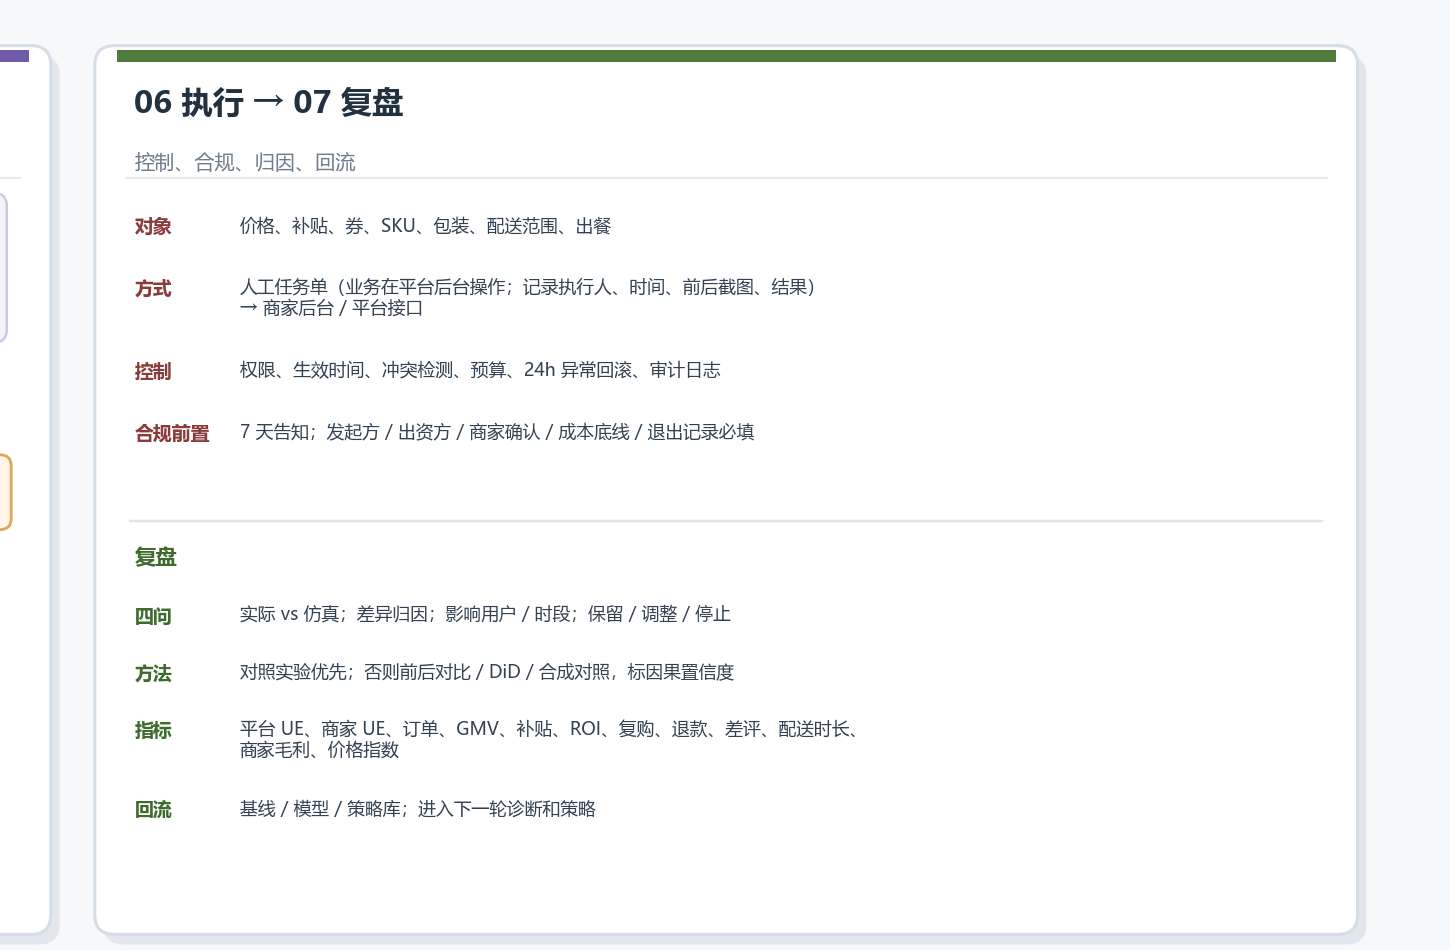 06 执行 → 07 复盘
控制、合规、归因、回流
对象 价格、补贴、券、SKU、包装、配送范围、出餐
方式 人工任务单（业务在平台后台操作；记录执行人、时间、前后截图、结果）
→ 商家后台 / 平台接口
控制 权限、生效时间、冲突检测、预算、24h 异常回滚、审计日志
合规前置 7 天告知；发起方 / 出资方 / 商家确认 / 成本底线 / 退出记录必填
复盘
四问 实际 vs 仿真；差异归因；影响用户 / 时段；保留 / 调整 / 停止
方法 对照实验优先；否则前后对比 / DiD / 合成对照，标因果置信度
指标 平台 UE、商家 UE、订单、GMV、补贴、ROI、复购、退款、差评、配送时长、
商家毛利、价格指数
回流 基线 / 模型 / 策略库；进入下一轮诊断和策略